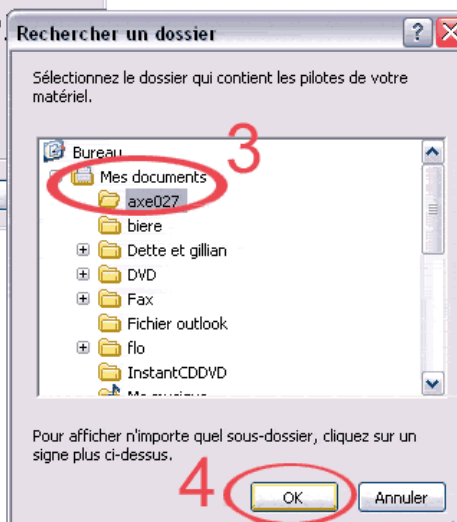 Rechercher un dossier
?
Sélectionnez le dossier qui contient les pilotes de votre
matériel.
3
Bureau
Mes documents
axe027
biere
Dette et gillian
DVD
Fax
Fichier outlook
flo
InstantCDDVD
Pour afficher n'importe quel sous-dossier, cliquez sur un
signe plus ci-dessus.
4
OK Annuler